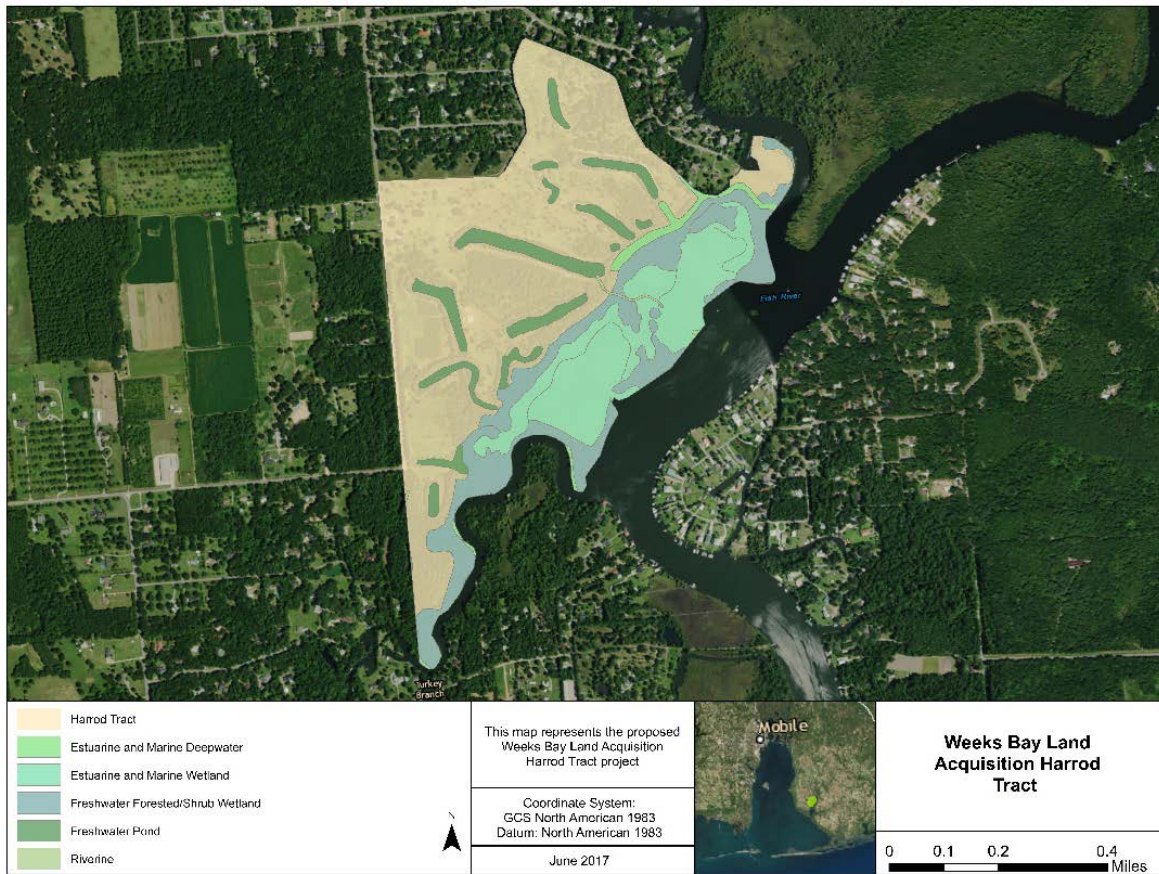 Fish River
Turkey
Branch
Harrod Tract
Estuarine and Marine Deepwater
Estuarine and Marine Wetland
Freshwater Forested/Shrub Wetland
Freshwater Pond
Riverine
N
This map represents the proposed
Weeks Bay Land Acquisition
Harrod Tract project
Coordinate System:
GCS North American 1983
Datum: North American 1983
June 2017
Mobile
Weeks Bay Land
Acquisition Harrod
Tract
0 0.1 0.2 0.4
Miles